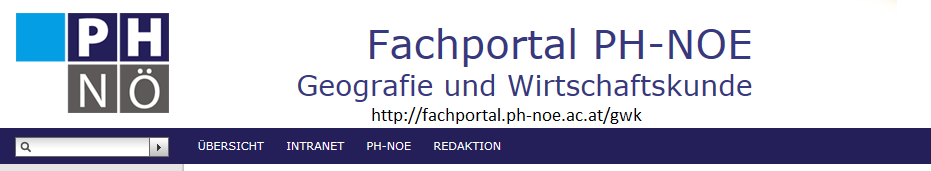 PH
NÖ
Fachportal PH-NOE
Geografie und Wirtschaftskunde
http://fachportal.ph-noe.ac.at/gwk
ÜBERSICHT INTRANET PH-NOE REDAKTION